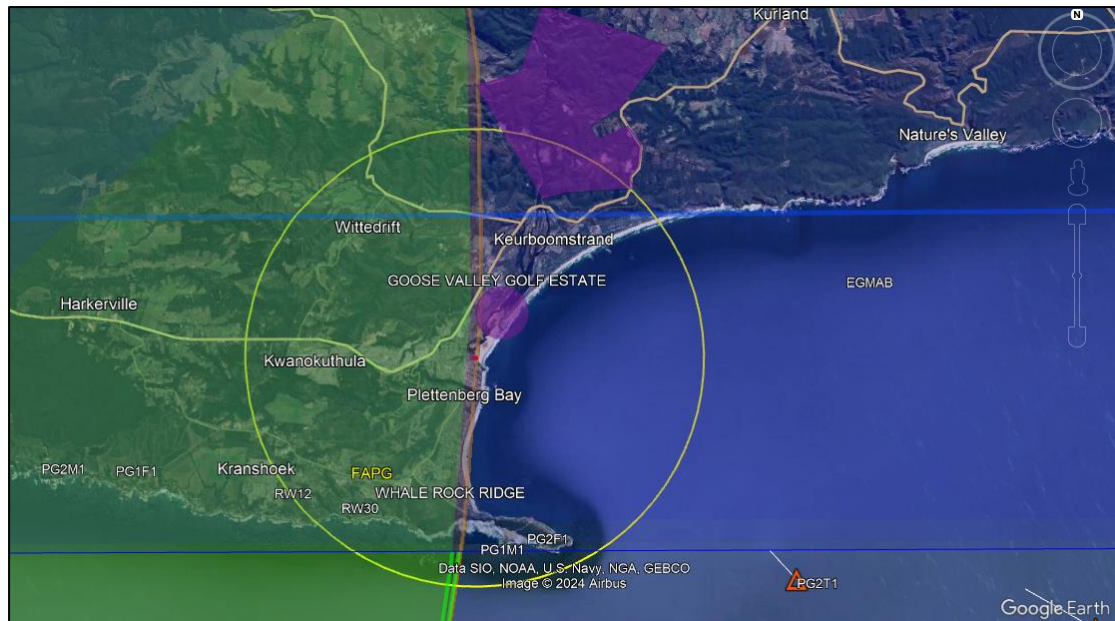 Kurland
N
Nature's Valley
Wittedrift
Keurboomstrand
GOOSE VALLEY GOLF ESTATE
EGMAB
Harkerville
Kwanokuthula
Plettenberg Bay
PG2M1
PG1F1
Kranshoek
FAPG
RW12
WHALE ROCK RIDGE
RW30
PG2F1
PG1M1
Data SIO, NOAA, U.S. Navy, NGA, GEBCO
Image © 2024 Airbus
PG2T1
Google Earth